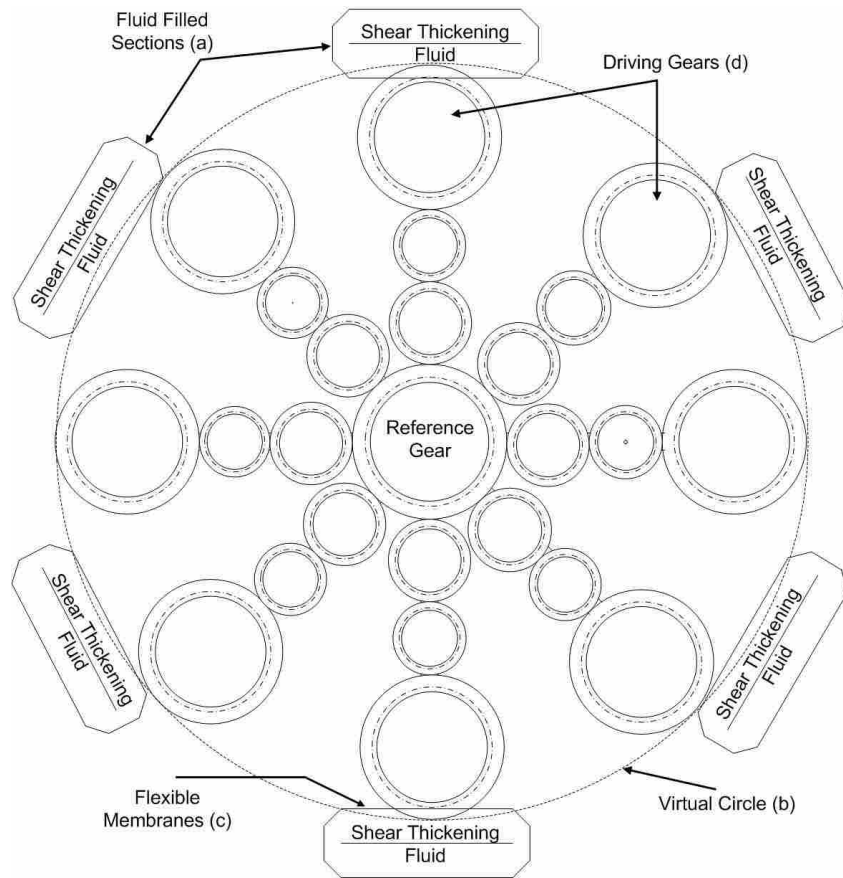 Fluid Filled
Sections (a)
Shear Thickening
Fluid
Driving Gears (d)
Shear Thickening
Fluid
Shear Thickening
Fluid
Reference
Gear
Shear Thickening
Fluid
Shear Thickening
Fluid
Flexible
Membranes (c)
Virtual Circle (b)
Shear Thickening
Fluid